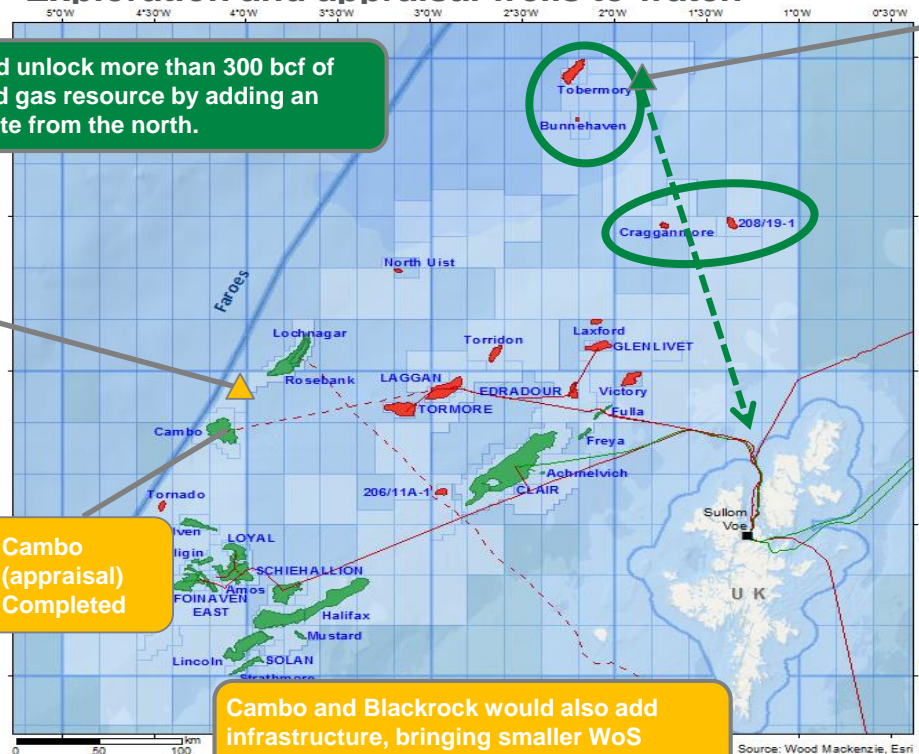 Exploration and appraisal wells to watch
5°0'W 4°30'W 4°0'W 3°30'W 3°0'W 2°30'W 2°0'W 1°30'W 1°0'W 0°30'W
d unlock more than 300 bcf of
d gas resource by adding an
te from the north.
Tobermory
Bunnehaven
Cragganmore
208/19-1
North Uist
Faroes
Lochnagar
Rosebank
Torridon
Laxford
GLENLIVET
LAGGAN
EDRADOUR
Victory
TORMORE
Fulla
Cambo
Freya
Achmelvich
CLAIR
206/11A-1
Tornado
Sullom
Voe
Cambo
(appraisal)
Completed
lven
ligin
LOYAL
SCHIEHALLION
Amos
FOINAVEN
EAST
U K
Halifax
Mustard
Lincoln
SOLAN
Strathmore
Cambo and Blackrock would also add
infrastructure, bringing smaller WoS
0 50 100 km
Source: Wood Mackenzie, Esri